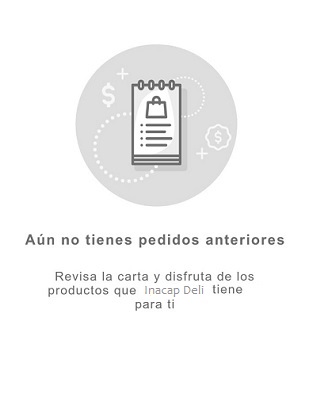 Aún no tienes pedidos anteriores
Revisa la carta y disfruta de los
productos que Inacap Deli tiene
para ti